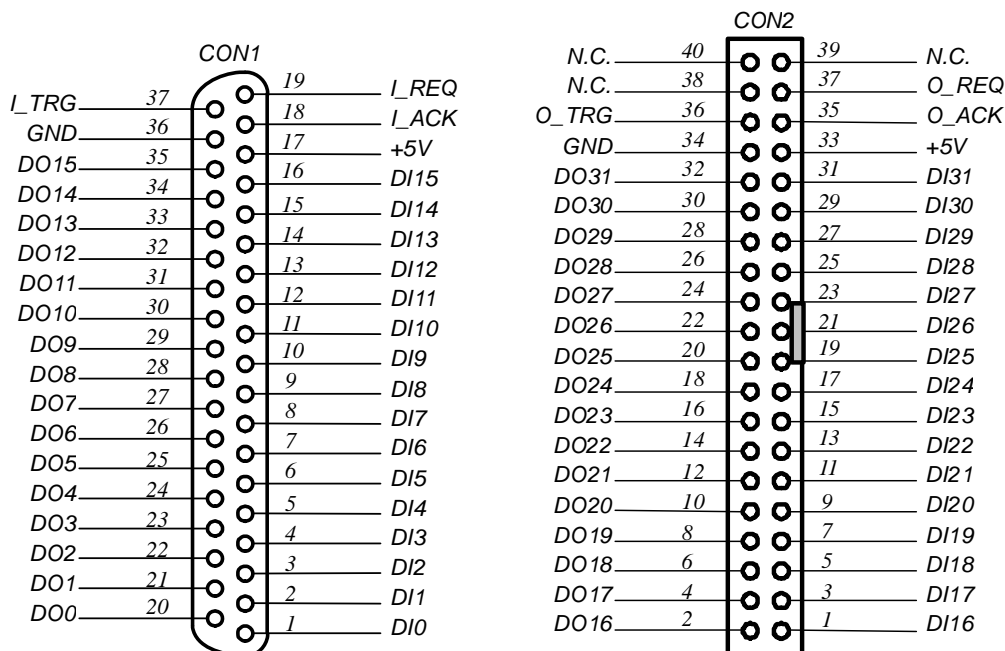 CON1
19 I_REQ
I_TRG 37
18 I_ACK
GND 36
17 +5V
DO15 35
16 DI15
DO14 34
15 DI14
DO13 33
14 DI13
DO12 32
13 DI12
DO11 31
12 DI11
DO10 30
11 DI10
DO9 29
10 DI9
DO8 28
9 DI8
DO7 27
8 DI7
DO6 26
7 DI6
DO5 25
6 DI5
DO4 24
5 DI4
DO3 23
4 DI3
DO2 22
3 DI2
DO1 21
2 DI1
DO0 20
1 DI0
CON2
N.C. 40 39 N.C.
N.C. 38 37 O_REQ
O_TRG 36 35 O_ACK
GND 34 33 +5V
DO31 32 31 DI31
DO30 30 29 DI30
DO29 28 27 DI29
DO28 26 25 DI28
DO27 24 23 DI27
DO26 22 21 DI26
DO25 20 19 DI25
DO24 18 17 DI24
DO23 16 15 DI23
DO22 14 13 DI22
DO21 12 11 DI21
DO20 10 9 DI20
DO19 8 7 DI19
DO18 6 5 DI18
DO17 4 3 DI17
DO16 2 1 DI16